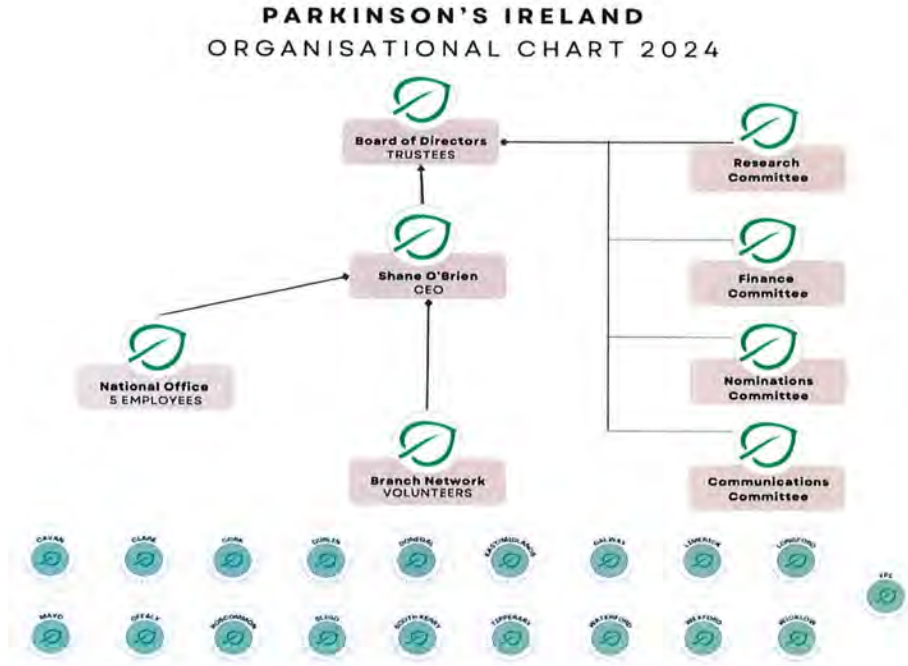 PARKINSON'S IRELAND
ORGANISATIONAL CHART 2024
Board of Directors
TRUSTEES
Research
Committee
Shane O'Brien
CEO
Finance
Committee
National Office
5 EMPLOYEES
Nominations
Committee
Branch Network
VOLUNTEERS
Communications
Committee
CAVAN
CLARE
CORK
DUBLIN
DONEGAL
EAST/MIDLANDS
GALWAY
LIMERICK
LONGFORD
MAYO
OFFALY
ROSCOMMON
SLIGO
SOUTH KERRY
TIPPERARY
WATERFORD
WEXFORD
WICKLOW